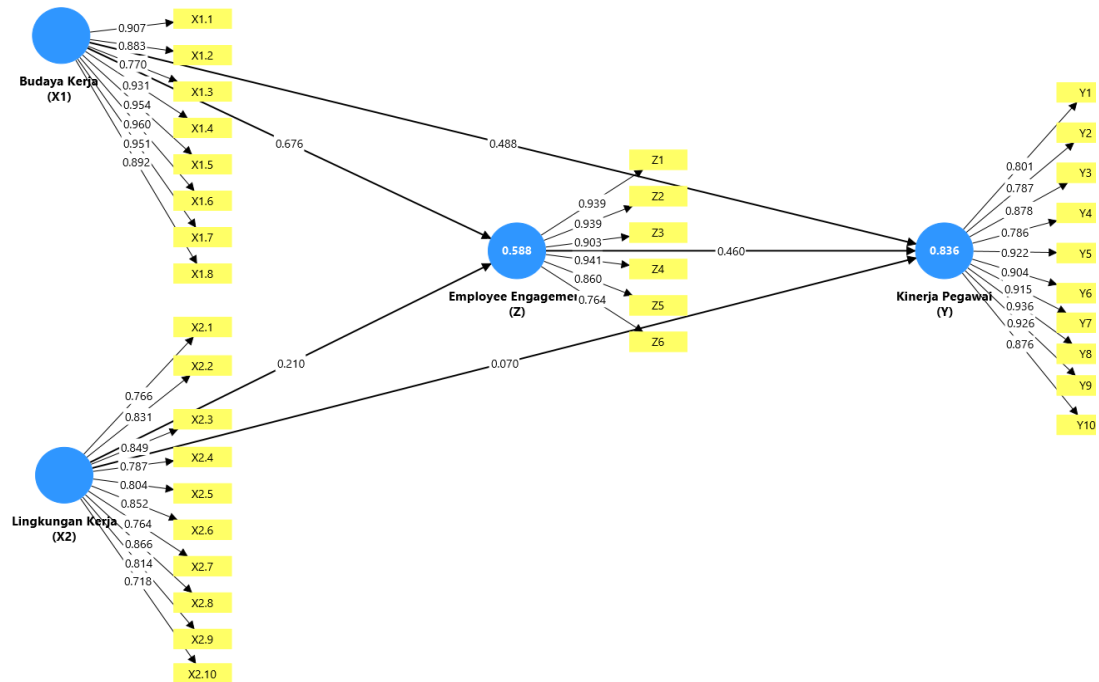 0.907
0.883
0.770
0.931
0.954
0.960
0.951
0.892
X1.1
X1.2
X1.3
X1.4
X1.5
X1.6
X1.7
X1.8
Budaya Kerja
(X1)
0.676
0.488
0.210
0.070
0.460
X2.1
X2.2
X2.3
X2.4
X2.5
X2.6
X2.7
X2.8
X2.9
X2.10
0.766
0.831
0.849
0.787
0.804
0.852
0.764
0.866
0.814
0.718
Lingkungan Kerja
(X2)
0.588
Employee Engagemer
(Z)
0.939
0.939
0.903
0.941
0.860
0.764
Z1
Z2
Z3
Z4
Z5
Z6
0.836
Kinerja Pegawai
(Y)
0.801
0.787
0.878
0.786
0.922
0.904
0.915
0.936
0.926
0.876
Y1
Y2
Y3
Y4
Y5
Y6
Y7
Y8
Y9
Y10